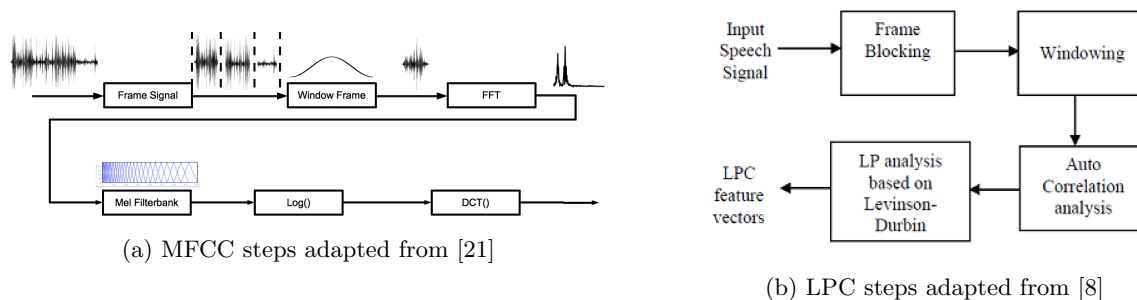 Frame Signal
Window Frame
FFT
Mel Filterbank
Log()
DCT()
(a) MFCC steps adapted from [21]
Input
Speech
Signal
Frame
Blocking
Windowing
LPC
feature
vectors
LP analysis
based on
Levinson-
Durbin
Auto
Correlation
analysis
(b) LPC steps adapted from [8]